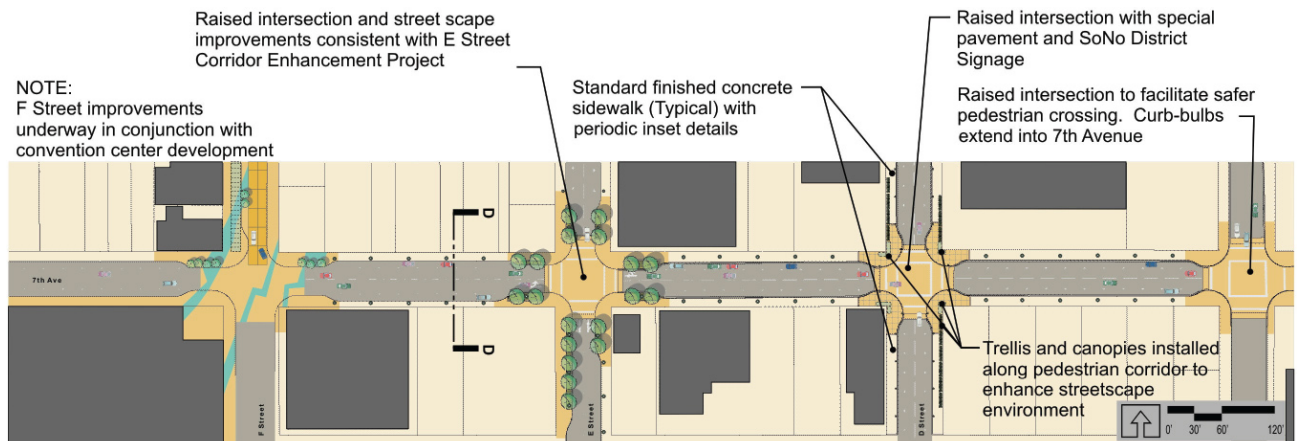 Raised intersection and street scape
improvements consistent with E Street
Corridor Enhancement Project
Raised intersection with special
pavement and SoNo District
Signage
NOTE:
F Street improvements
underway in conjunction with
convention center development
Standard finished concrete
sidewalk (Typical) with
periodic inset details
Raised intersection to facilitate safer
pedestrian crossing.  Curb-bulbs
extend into 7th Avenue
D
7th Ave
D
F Street
E Street
D Street
Trellis and canopies installed
along pedestrian corridor to
enhance streetscape
environment
0' 30' 60' 120'